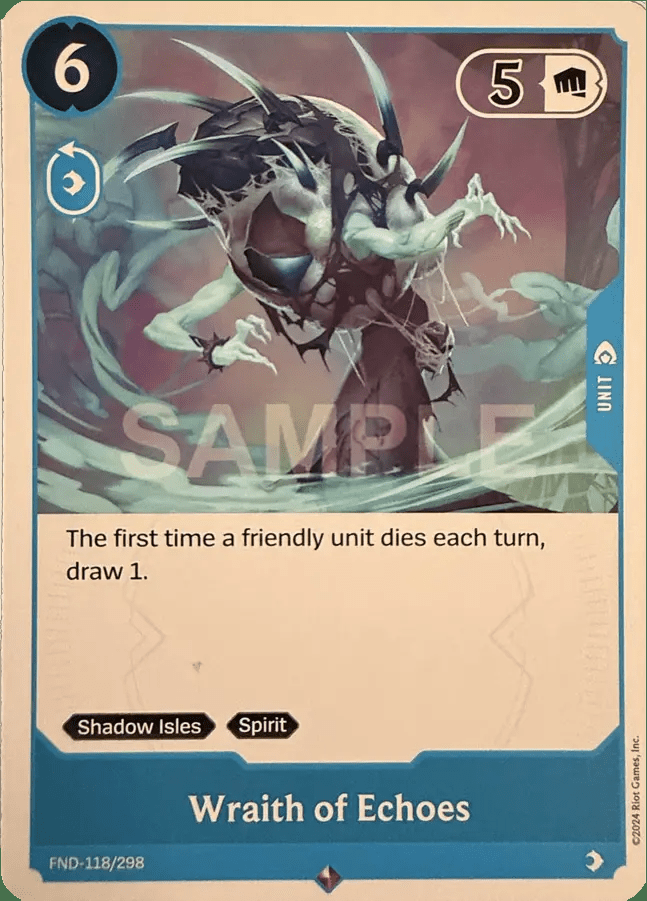 6
5
UNIT
SAMPLE
The first time a friendly unit dies each turn,
draw 1.
Shadow Isles
Spirit
Wraith of Echoes
FND-118/298
©2024 Riot Games, Inc.